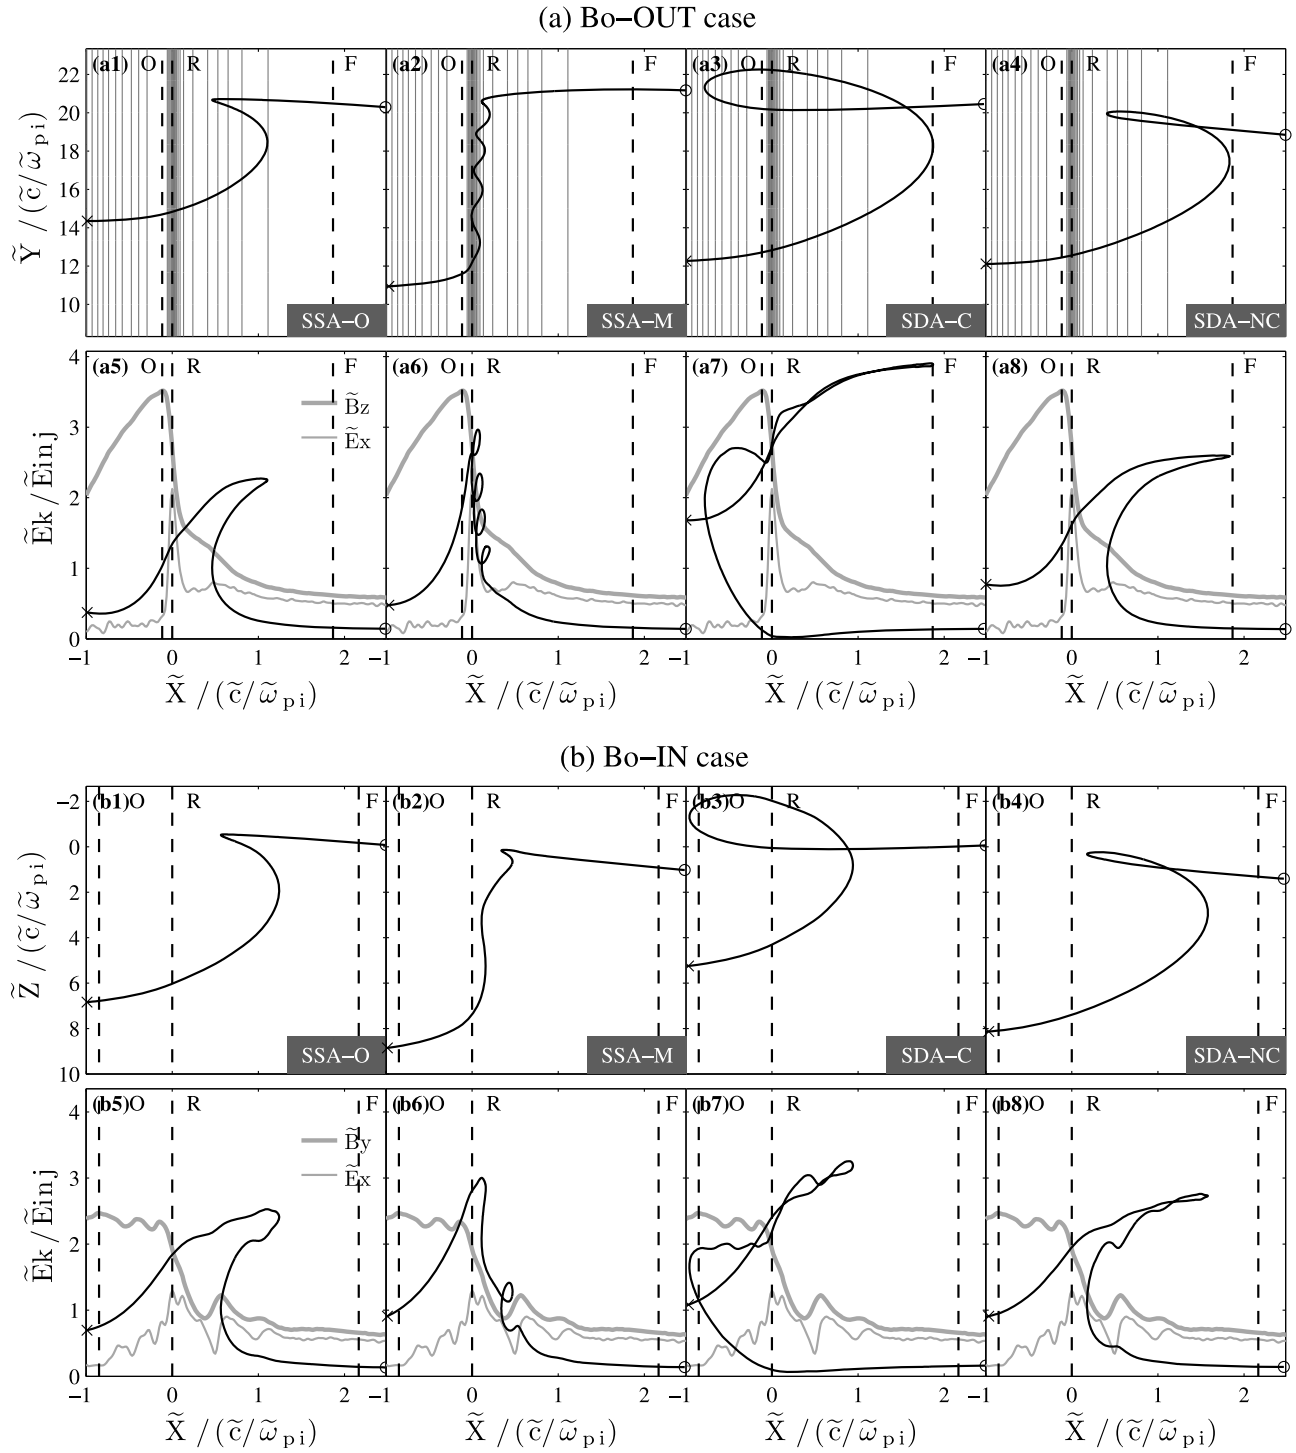 (a) Bo−OUT case
(a1) O R F (a2) O R F (a3) O R F (a4) O R F
22
20
18
16
14
12
10
Ỹ / (c̃/ω̃pi)
SSA−O SSA−M SDA−C SDA−NC
(a5) O R F (a6) O R F (a7) O R F (a8) O R F
B̃z
Ẽx
4
3
2
1
0
Ẽk / Ẽinj
−1 0 1 2 −1 0 1 2 −1 0 1 2 −1 0 1 2
X̃ / (c̃/ω̃pi) X̃ / (c̃/ω̃pi) X̃ / (c̃/ω̃pi) X̃ / (c̃/ω̃pi)
(b) Bo−IN case
(b1)O R F (b2)O R F (b3)O R F (b4)O R F
−2
0
2
4
6
8
10
Z̃ / (c̃/ω̃pi)
SSA−O SSA−M SDA−C SDA−NC
(b5)O R F (b6)O R F (b7)O R F (b8)O R F
B̃y
Ẽx
4
3
2
1
0
Ẽk / Ẽinj
−1 0 1 2 −1 0 1 2 −1 0 1 2 −1 0 1 2
X̃ / (c̃/ω̃pi) X̃ / (c̃/ω̃pi) X̃ / (c̃/ω̃pi) X̃ / (c̃/ω̃pi)